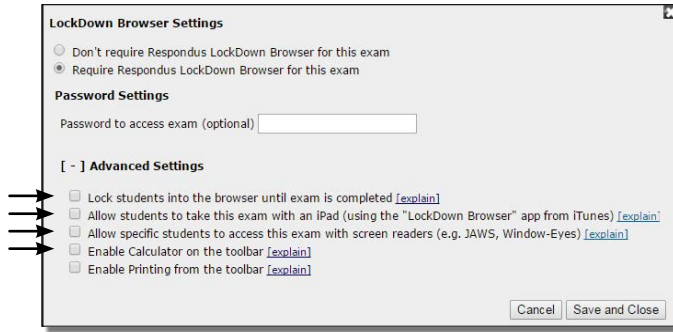 LockDown Browser Settings
Don't require Respondus LockDown Browser for this exam
Require Respondus LockDown Browser for this exam
Password Settings
Password to access exam (optional)
[ - ] Advanced Settings
Lock students into the browser until exam is completed [explain]
Allow students to take this exam with an iPad (using the "LockDown Browser" app from iTunes) [explain]
Allow specific students to access this exam with screen readers (e.g. JAWS, Window-Eyes) [explain]
Enable Calculator on the toolbar [explain]
Enable Printing from the toolbar [explain]
Cancel Save and Close